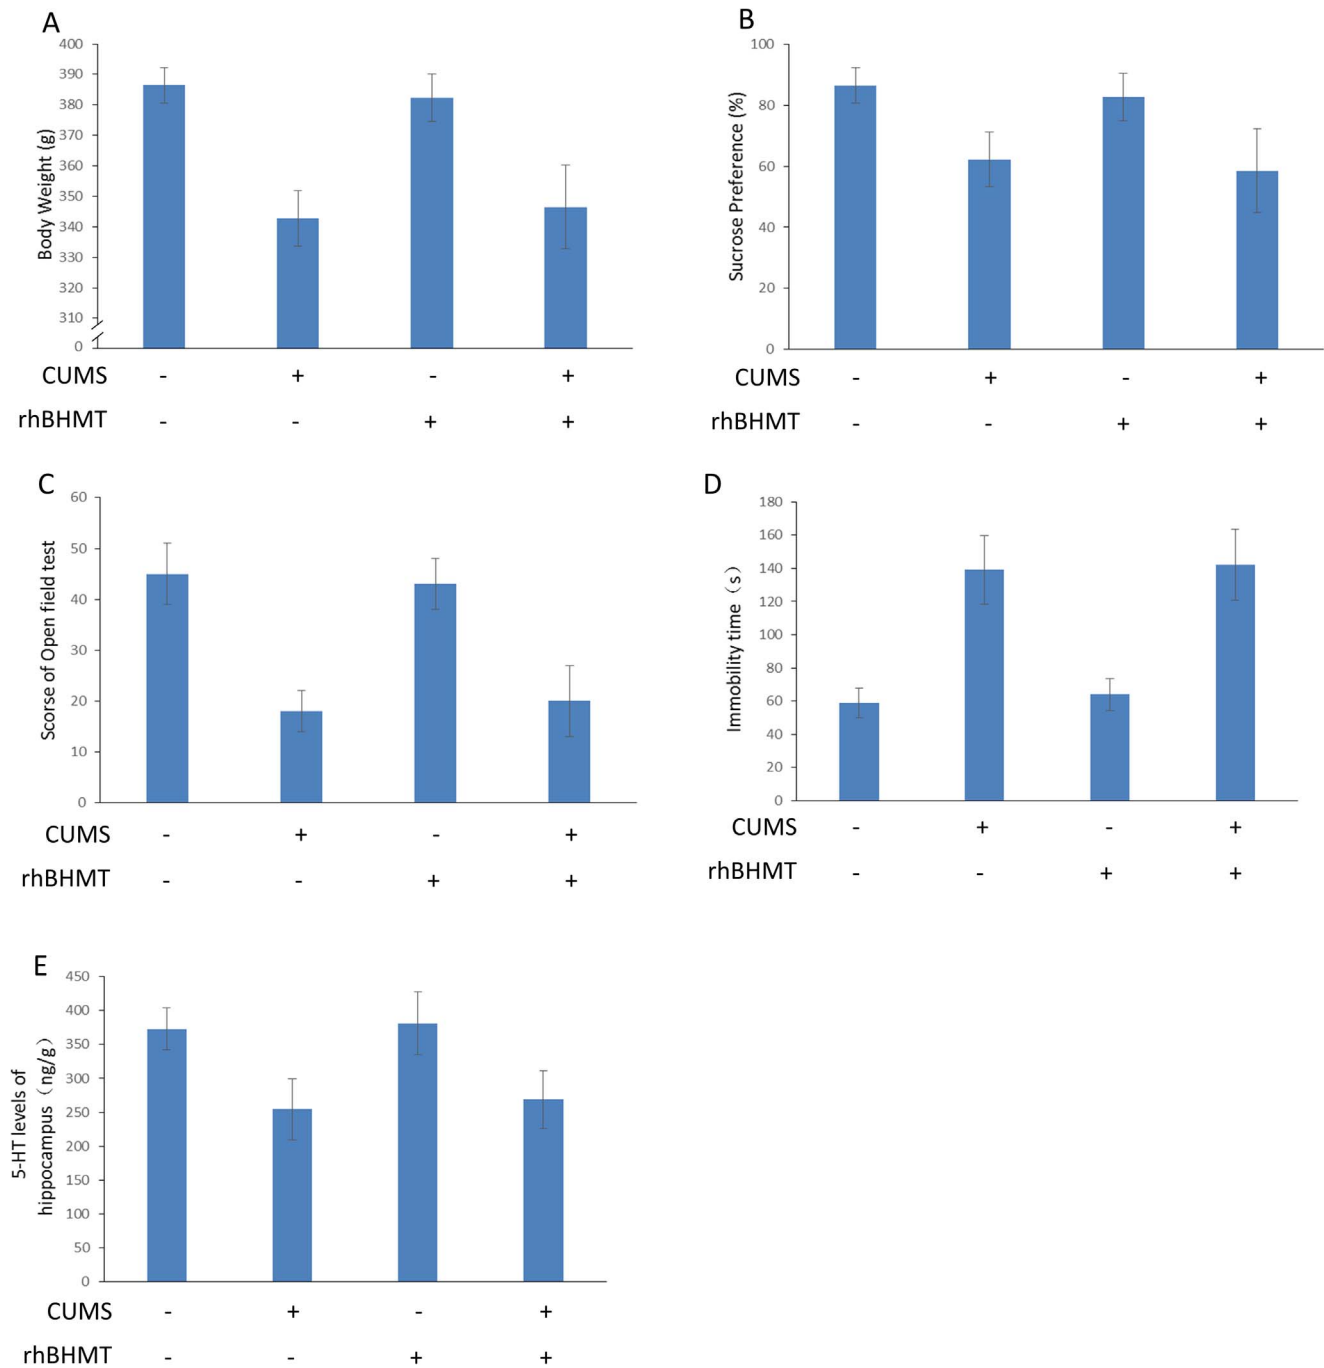 A
400
390
380
370
360
350
340
330
320
310
0
Body Weight (g)
CUMS - + - +
rhBHMT - - + +
B
100
80
60
40
20
0
Sucrose Preference (%)
CUMS - + - +
rhBHMT - - + +
C
60
50
40
30
20
10
0
Scorse of Open field test
CUMS - + - +
rhBHMT - - + +
D
180
160
140
120
100
80
60
40
20
0
Immobility time（s）
CUMS - + - +
rhBHMT - - + +
E
450
400
350
300
250
200
150
100
50
0
5-HT levels of
hippocampus（ng/g）
CUMS - + - +
rhBHMT - - + +